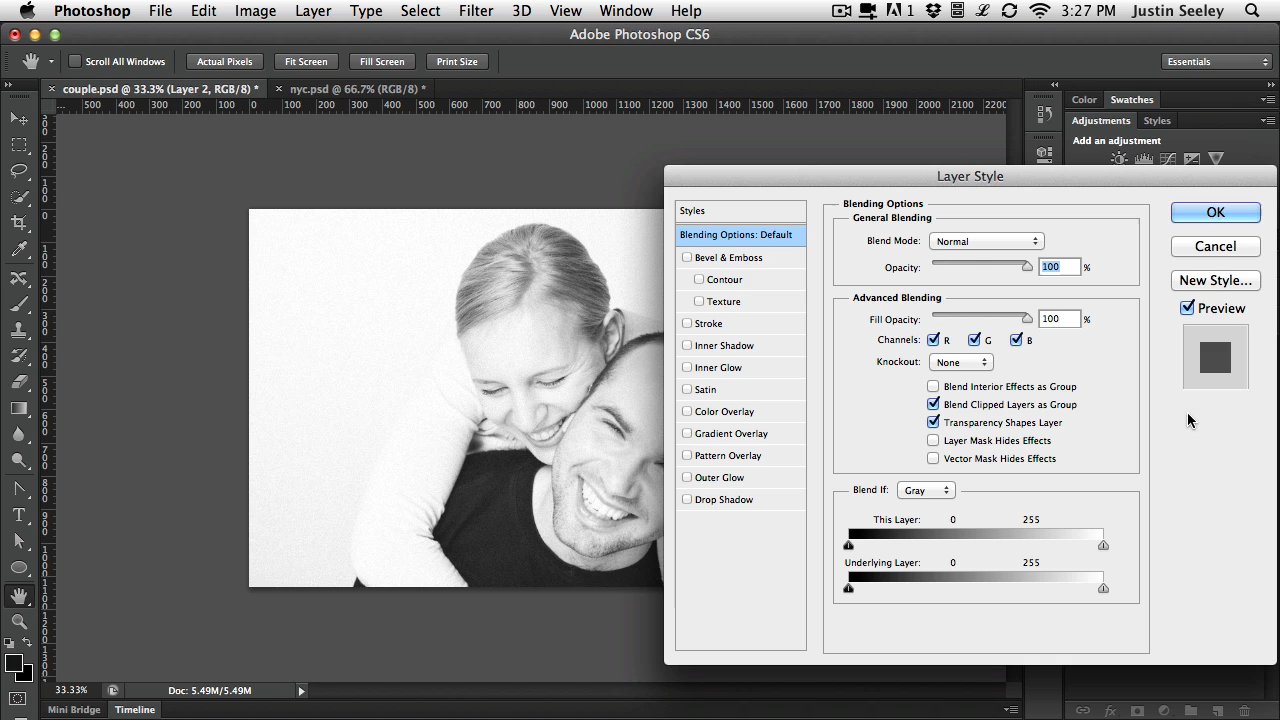 Photoshop File Edit Image Layer Type Select Filter 3D View Window Help 1 3:27 PM Justin Seeley
Adobe Photoshop CS6
Scroll All Windows Actual Pixels Fit Screen Fill Screen Print Size Essentials
couple.psd @ 33.3% (Layer 2, RGB/8) * nyc.psd @ 66.7% (RGB/8) *
... 500 400 300 200 100 0 100 200 300 400 500 600 700 800 900 1000 1100 1200 1300 1400 1500 1600 1700 1800 1900 2000 2100 2200
Color Swatches
Adjustments Styles
Add an adjustment
Layer Style
Styles
Blending Options: Default
Bevel & Emboss
Contour
Texture
Stroke
Inner Shadow
Inner Glow
Satin
Color Overlay
Gradient Overlay
Pattern Overlay
Outer Glow
Drop Shadow
Blending Options
General Blending
Blend Mode: Normal
Opacity: 100 %
Advanced Blending
Fill Opacity: 100 %
Channels: R G B
Knockout: None
Blend Interior Effects as Group
Blend Clipped Layers as Group
Transparency Shapes Layer
Layer Mask Hides Effects
Vector Mask Hides Effects
Blend If: Gray
This Layer: 0 255
Underlying Layer: 0 255
OK
Cancel
New Style...
Preview
33.33% Doc: 5.49M/5.49M
Mini Bridge Timeline